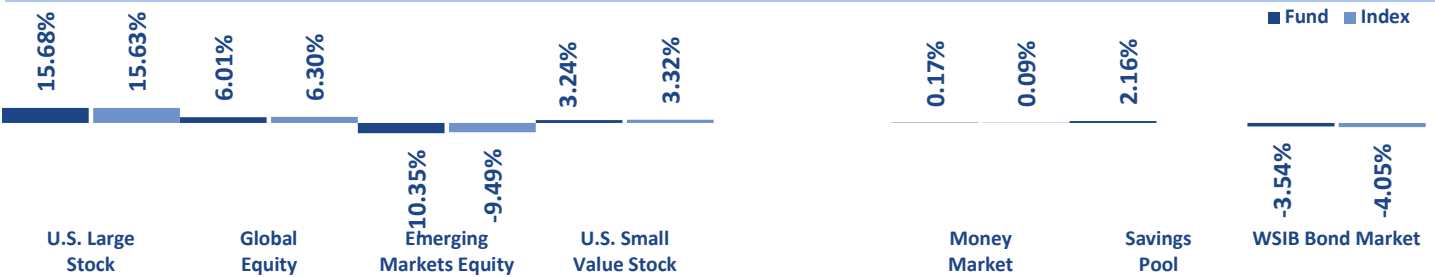 Fund Index
15.68% 15.63% 6.01% 6.30% -10.35% -9.49% 3.24% 3.32% 0.17% 0.09% 2.16% -3.54% -4.05%
U.S. Large Global Emerging U.S. Small Money Savings WSIB Bond Market
Stock Equity Markets Equity Value Stock Market Pool